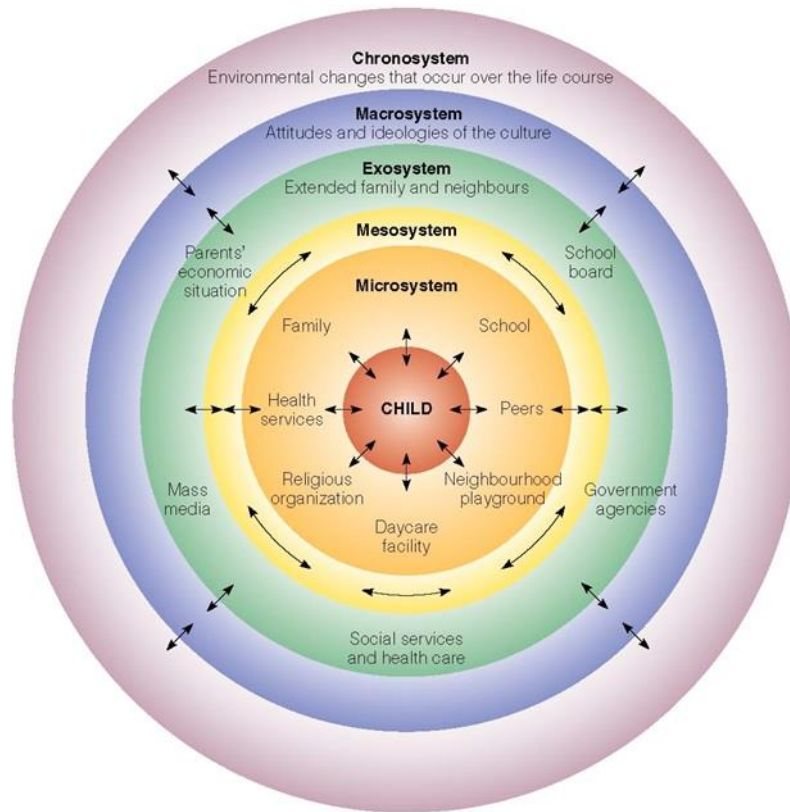 Chronosystem
Environmental changes that occur over the life course
Macrosystem
Attitudes and ideologies of the culture
Exosystem
Extended family and neighbours
Mesosystem
Parents'
economic
situation
School
board
Microsystem
Family
School
Health
services
CHILD
Peers
Religious
organization
Neighbourhood
playground
Mass
media
Government
agencies
Daycare
facility
Social services
and health care